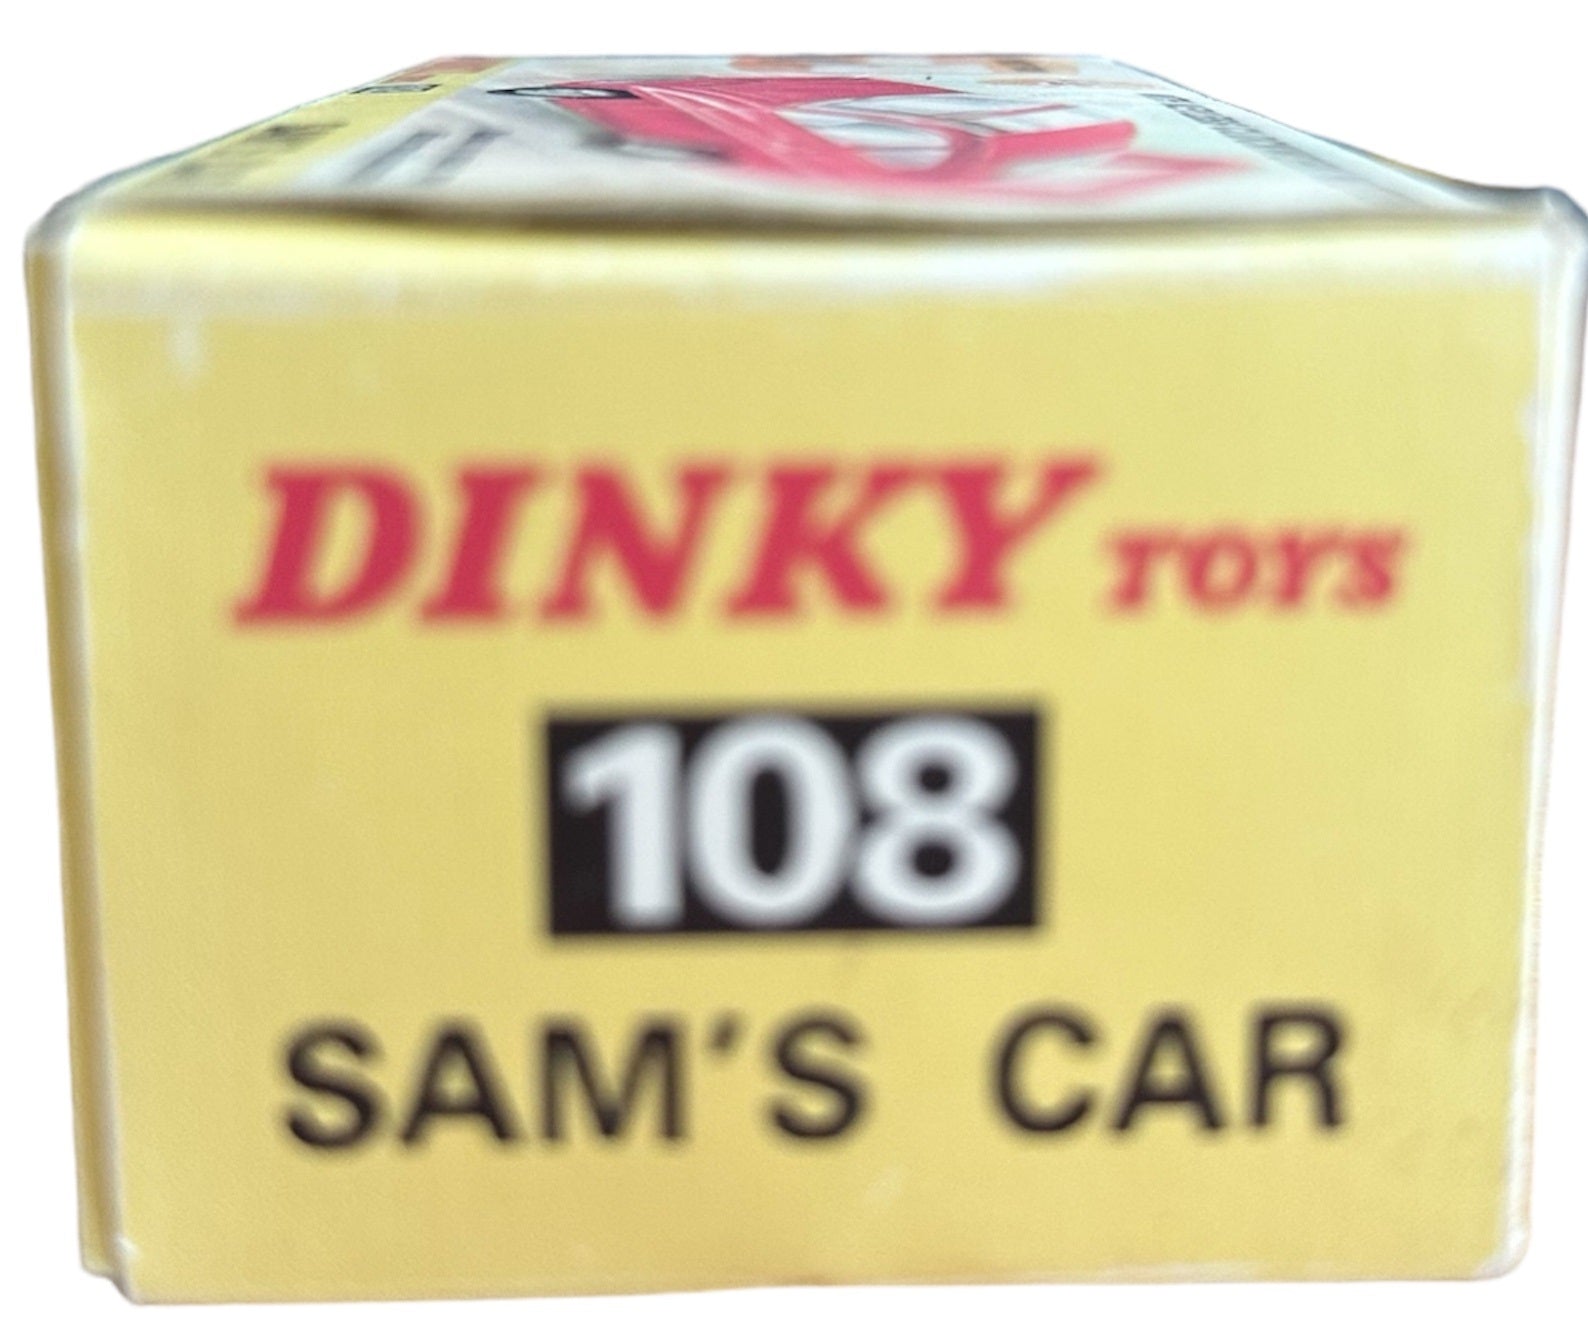 DINKY TOYS
108
SAM'S CAR